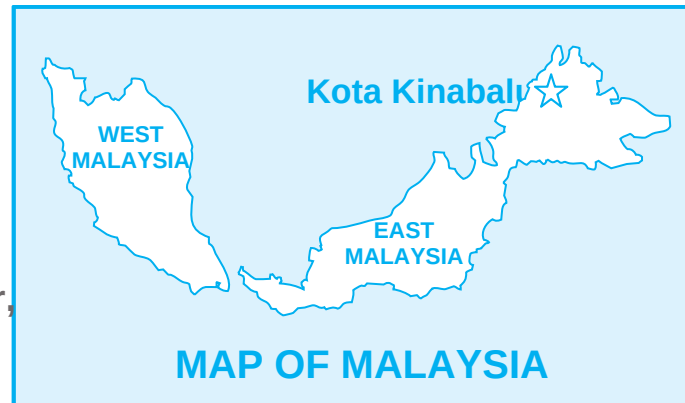 Kota Kinabalu
WEST
MALAYSIA
EAST
MALAYSIA
r,
MAP OF MALAYSIA